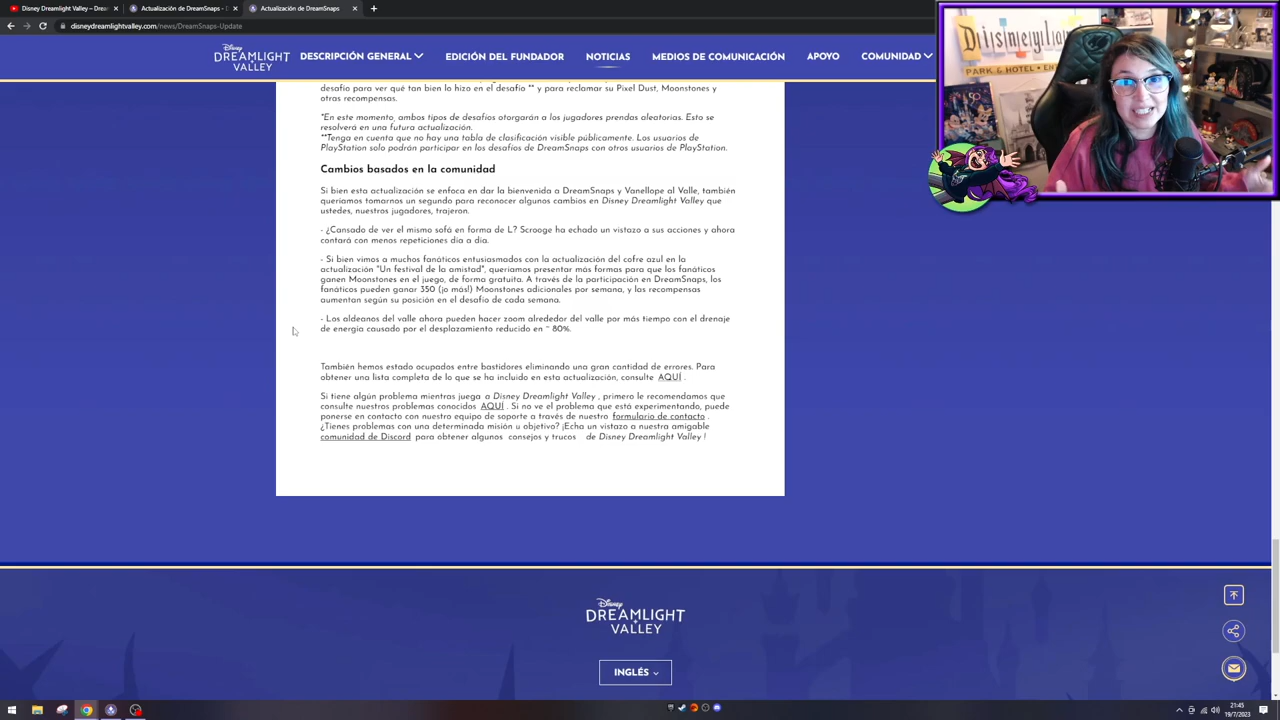 Disney Dreamlight Valley – Dream
Actualización de DreamSnaps - D
Actualización de DreamSnaps
disneydreamlightvalley.com/news/DreamSnaps-Update
Disney
DREAMLIGHT
VALLEY
DESCRIPCIÓN GENERAL
EDICIÓN DEL FUNDADOR
NOTICIAS
MEDIOS DE COMUNICACIÓN
APOYO
COMUNIDAD
PARK & HOTEL
desafío para ver qué tan bien lo hizo en el desafío ** y para reclamar su Pixel Dust, Moonstones y
otras recompensas.
*En este momento, ambos tipos de desafíos otorgarán a los jugadores prendas aleatorias. Esto se
resolverá en una futura actualización.
**Tenga en cuenta que no hay una tabla de clasificación visible públicamente. Los usuarios de
PlayStation solo podrán participar en los desafíos de DreamSnaps con otros usuarios de PlayStation.
Cambios basados en la comunidad
Si bien esta actualización se enfoca en dar la bienvenida a DreamSnaps y Vanellope al Valle, también
queríamos tomarnos un segundo para reconocer algunos cambios en Disney Dreamlight Valley que
ustedes, nuestros jugadores, trajeron.
- ¿Cansado de ver el mismo sofá en forma de L? Scrooge ha echado un vistazo a sus acciones y ahora
contará con menos repeticiones día a día.
- Si bien vimos a muchos fanáticos entusiasmados con la actualización del cofre azul en la
actualización "Un festival de la amistad", queríamos presentar más formas para que los fanáticos
ganen Moonstones en el juego, de forma gratuita. A través de la participación en DreamSnaps, los
fanáticos pueden ganar 350 (¡o más!) Moonstones adicionales por semana, y las recompensas
aumentan según su posición en el desafío de cada semana.
- Los aldeanos del valle ahora pueden hacer zoom alrededor del valle por más tiempo con el drenaje
de energía causado por el desplazamiento reducido en ~ 80%.
También hemos estado ocupados entre bastidores eliminando una gran cantidad de errores. Para
obtener una lista completa de lo que se ha incluido en esta actualización, consulte AQUÍ .
Si tiene algún problema mientras juega a Disney Dreamlight Valley , primero le recomendamos que
consulte nuestros problemas conocidos AQUÍ . Si no ve el problema que está experimentando, puede
ponerse en contacto con nuestro equipo de soporte a través de nuestro formulario de contacto .
¿Tienes problemas con una determinada misión u objetivo? ¡Echa un vistazo a nuestra amigable
comunidad de Discord para obtener algunos consejos y trucos de Disney Dreamlight Valley !
Disney
DREAMLIGHT
VALLEY
INGLÉS
21:45
19/7/2023